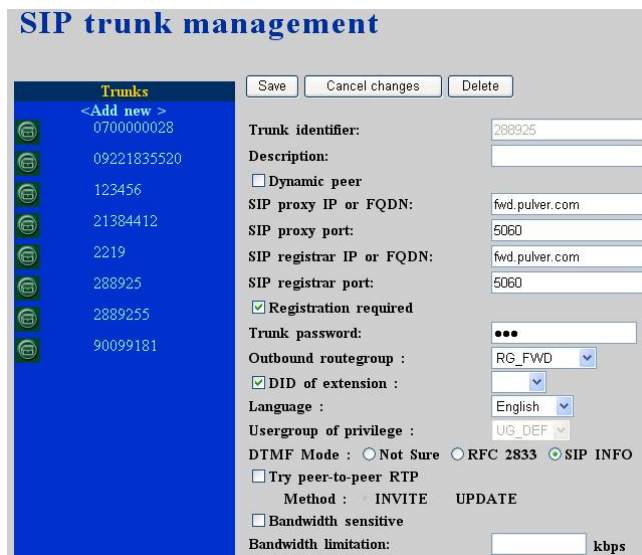 SIP trunk management
Trunks
<Add new >
0700000028
09221835520
123456
21384412
2219
288925
2889255
90099181
Save Cancel changes Delete
Trunk identifier: 288925
Description:
Dynamic peer
SIP proxy IP or FQDN: fwd.pulver.com
SIP proxy port: 5060
SIP registrar IP or FQDN: fwd.pulver.com
SIP registrar port: 5060
Registration required
Trunk password: •••
Outbound routegroup : RG_FWD
DID of extension :
Language : English
Usergroup of privilege : UG_DEF
DTMF Mode : Not Sure RFC 2833 SIP INFO
Try peer-to-peer RTP
Method : INVITE UPDATE
Bandwidth sensitive
Bandwidth limitation: kbps